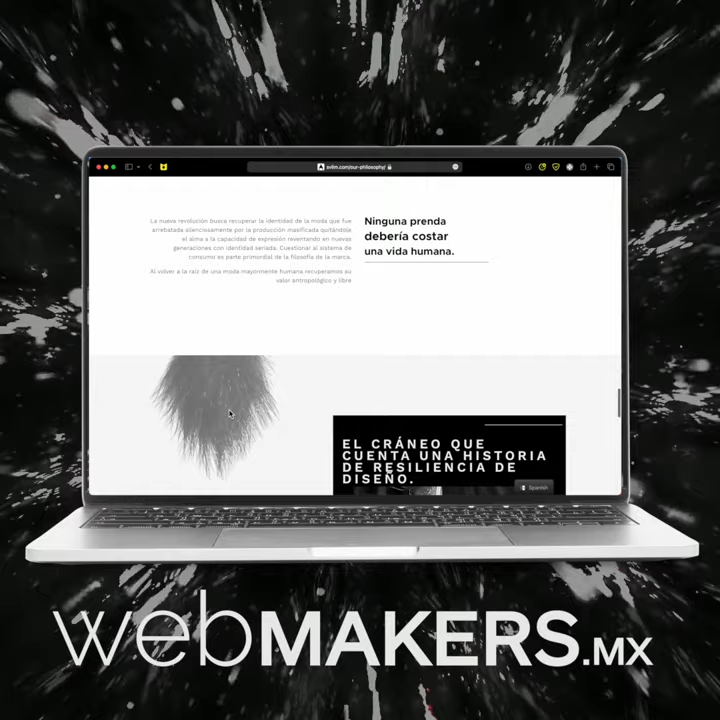 svilm.com/our-philosophy/
La nueva revolución busca recuperar la identidad de la moda que fue
arrebatada silenciosamente por la producción masificada quitándole
el alma a la capacidad de expresión reventando en nuevas
generaciones con identidad seriada. Cuestionar al sistema de
consumo es parte primordial de la filosofía de la marca.
Al volver a la raíz de una moda mayormente humana recuperamos su
valor antropológico y libre
Ninguna prenda
debería costar
una vida humana.
EL CRÁNEO QUE
CUENTA UNA HISTORIA
DE RESILIENCIA DE
DISEÑO.
Spanish
webMAKERS.MX